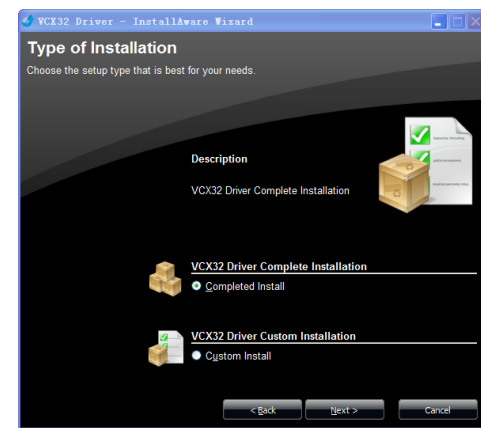 VCX32 Driver - InstallAware Wizard
Type of Installation
Choose the setup type that is best for your needs.
Description
VCX32 Driver Complete Installation
VCX32 Driver Complete Installation
Completed Install
VCX32 Driver Custom Installation
Custom Install
< Back Next > Cancel